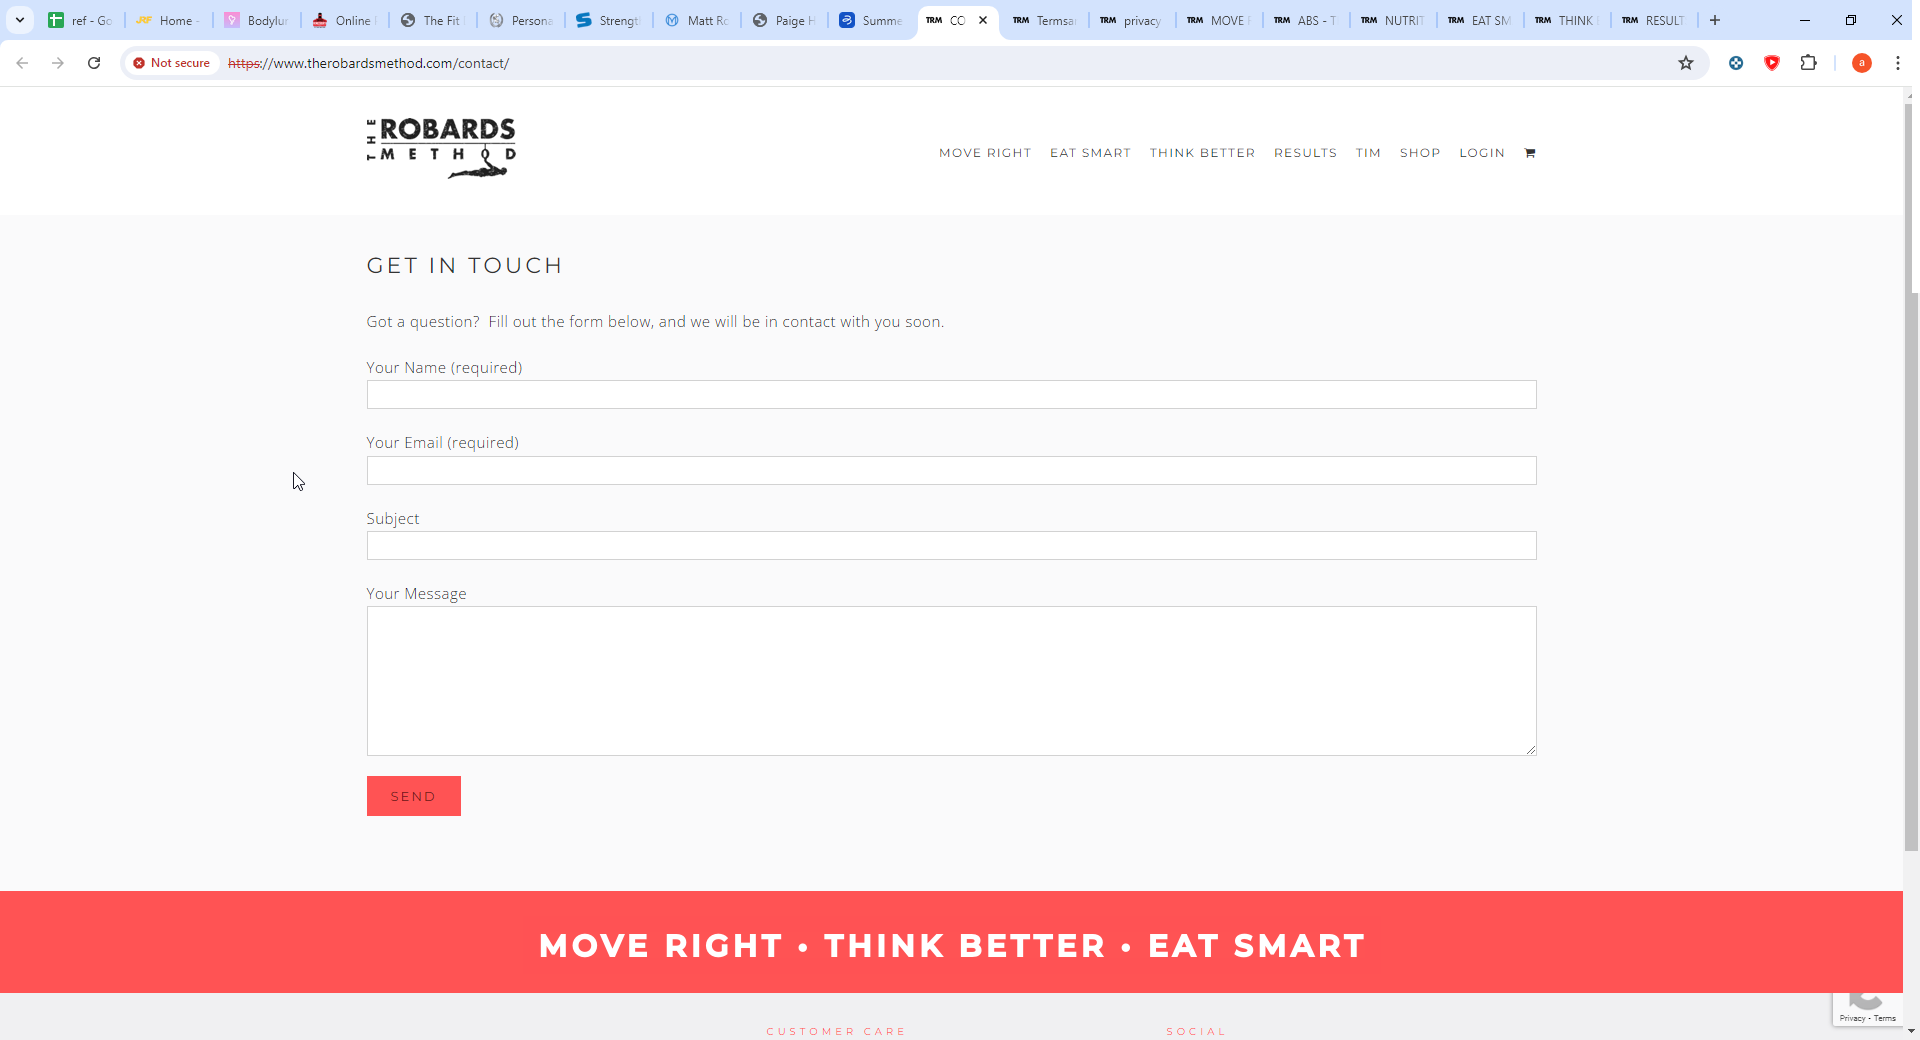 ref - Go
Home -
Bodylur
Online
The Fit
Persona
Strengt
Matt Ro
Paige H
Summe
TRM CO
TRM Termsa
TRM privacy
TRM MOVE
TRM ABS - T
TRM NUTRIT
TRM EAT SM
TRM THINK
TRM RESULT
Not secure
https://www.therobardsmethod.com/contact/
a
THE ROBARDS
METHOD
MOVE RIGHT EAT SMART THINK BETTER RESULTS TIM SHOP LOGIN
GET IN TOUCH
Got a question? Fill out the form below, and we will be in contact with you soon.
Your Name (required)
Your Email (required)
Subject
Your Message
SEND
MOVE RIGHT • THINK BETTER • EAT SMART
Privacy - Terms
CUSTOMER CARE
SOCIAL